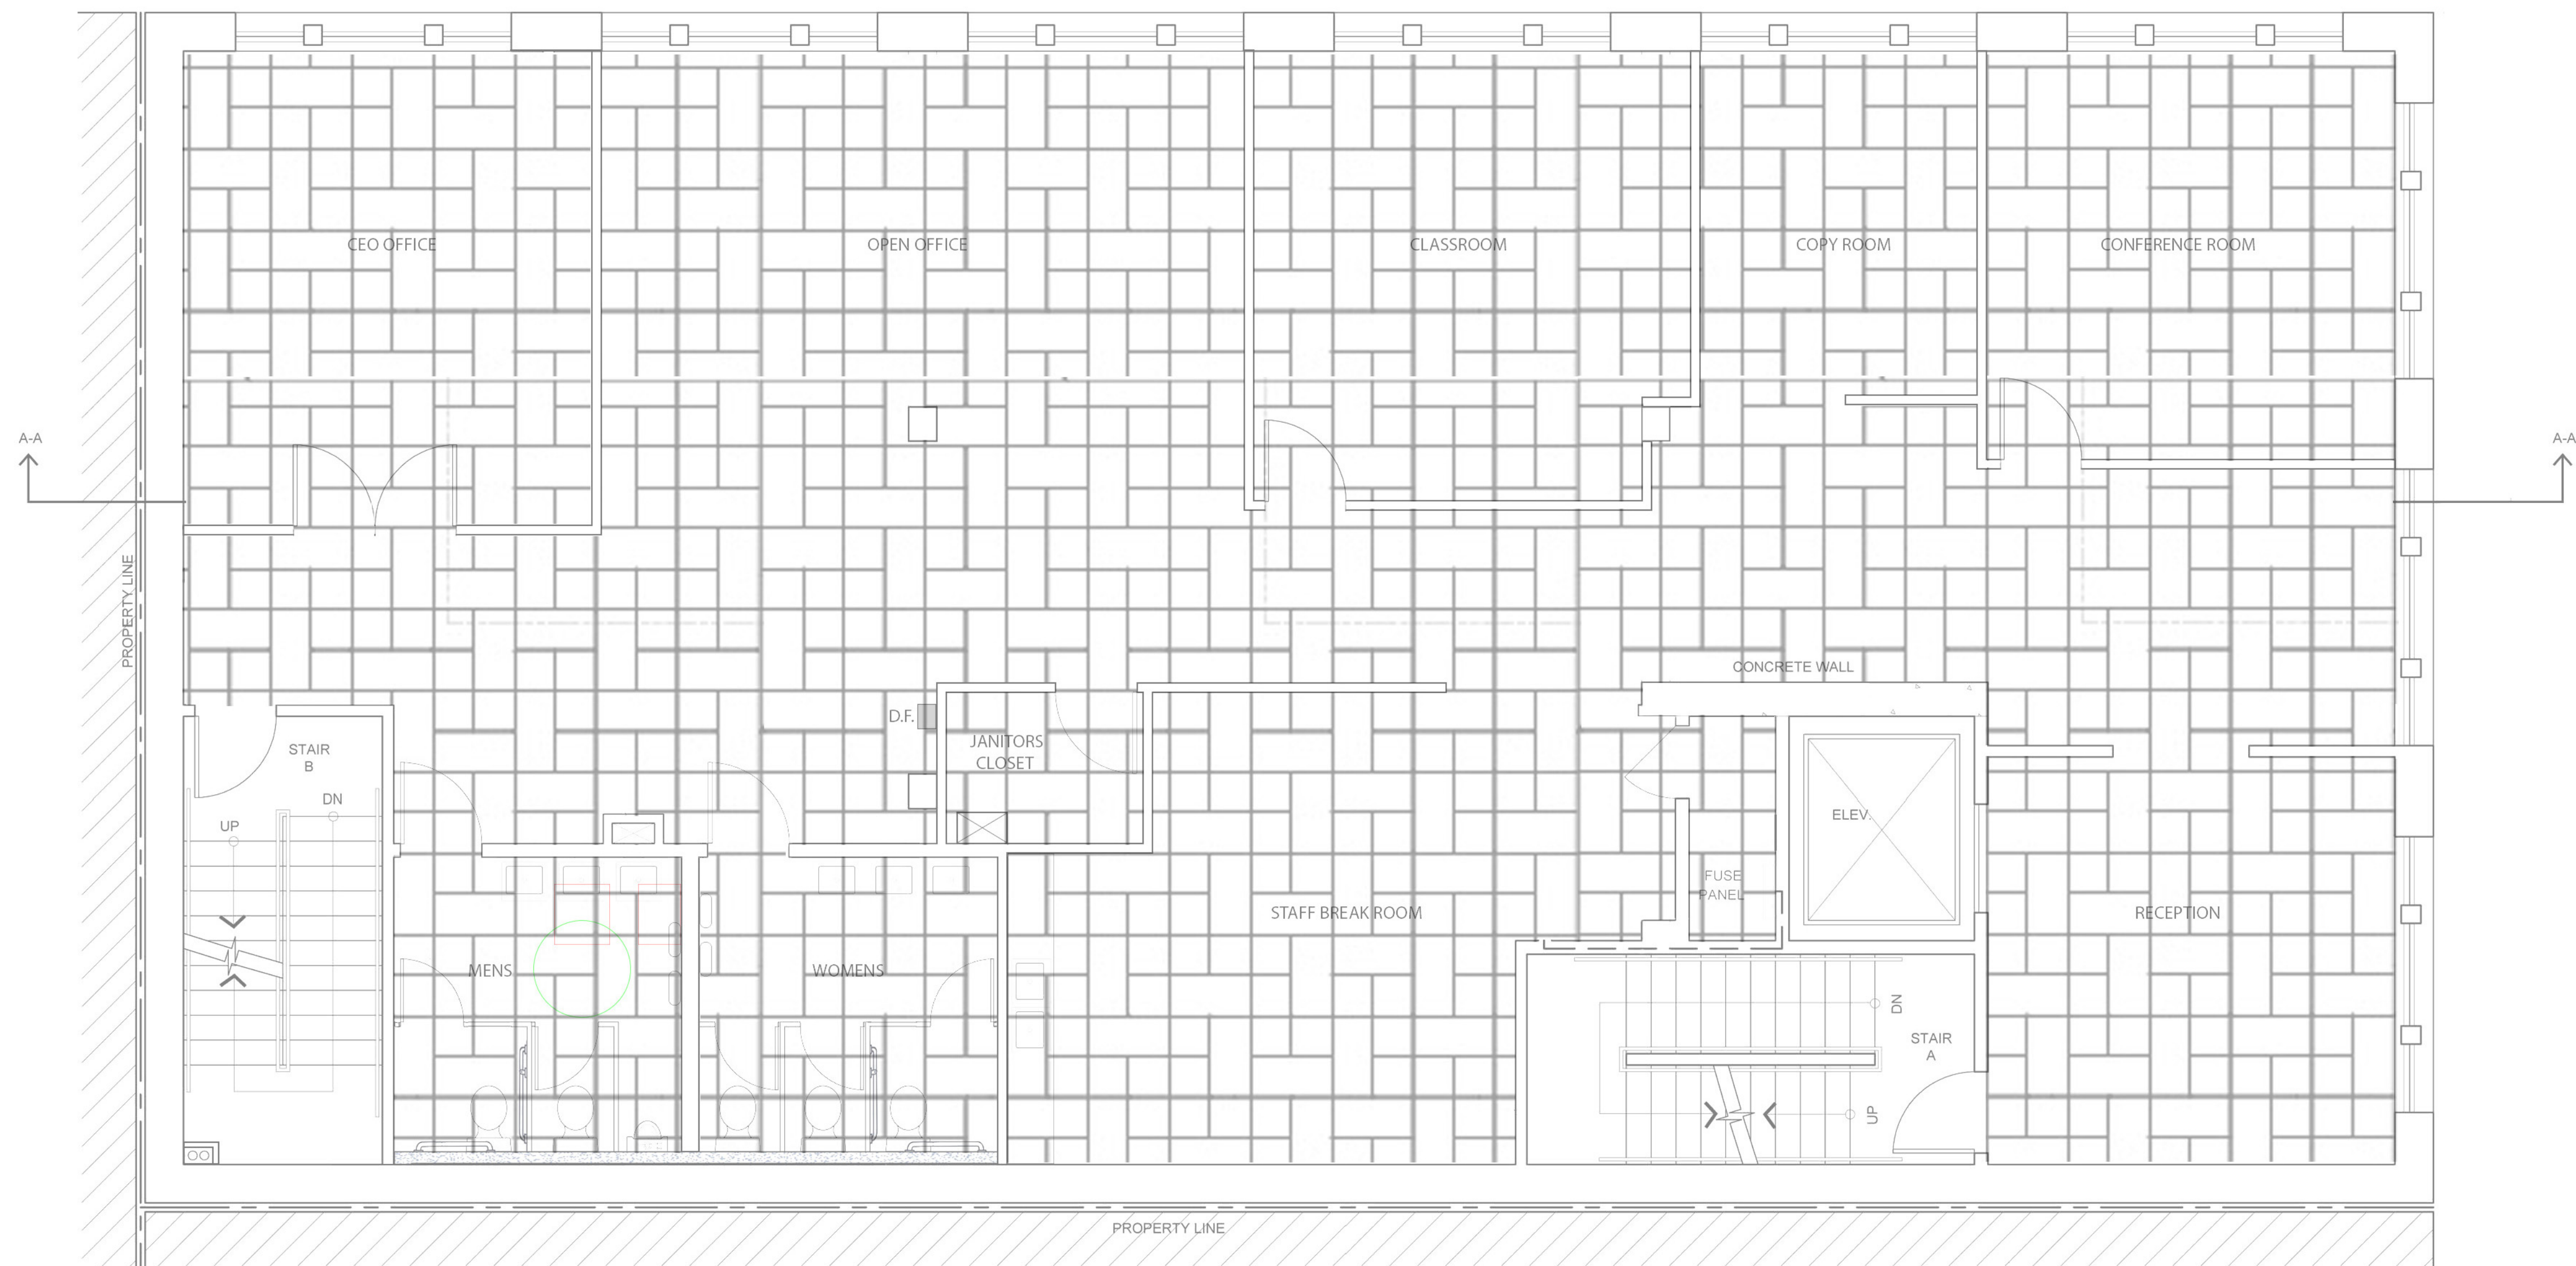 CEO OFFICE
OPEN OFFICE
CLASSROOM
COPY ROOM
CONFERENCE ROOM
A-A
A-A
PROPERTY LINE
CONCRETE WALL
D.F.
JANITORS
CLOSET
STAIR
B
DN
UP
ELEV.
FUSE
PANEL
MENS
WOMENS
STAFF BREAK ROOM
RECEPTION
DN
STAIR
A
UP
PROPERTY LINE